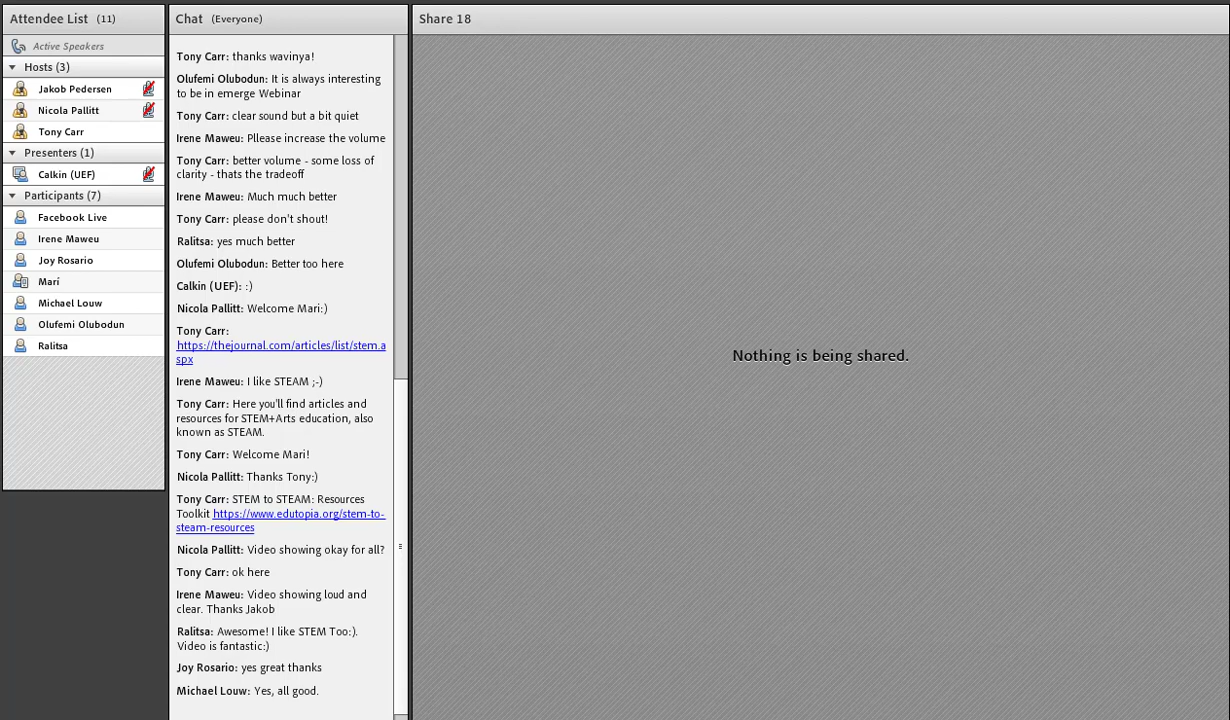 Attendee List (11)
Active Speakers
Hosts (3)
Jakob Pedersen
Nicola Pallitt
Tony Carr
Presenters (1)
Calkin (UEF)
Participants (7)
Facebook Live
Irene Maweu
Joy Rosario
Mari
Michael Louw
Olufemi Olubodun
Ralitsa
Chat (Everyone)
Tony Carr: thanks wavinya!
Olufemi Olubodun: It is always interesting
to be in emerge Webinar
Tony Carr: clear sound but a bit quiet
Irene Maweu: Pllease increase the volume
Tony Carr: better volume - some loss of
clarity - thats the tradeoff
Irene Maweu: Much much better
Tony Carr: please don't shout!
Ralitsa: yes much better
Olufemi Olubodun: Better too here
Calkin (UEF): :)
Nicola Pallitt: Welcome Mari:)
Tony Carr:
https://thejournal.com/articles/list/stem.a
spx
Irene Maweu: I like STEAM ;-)
Tony Carr: Here you'll find articles and
resources for STEM+Arts education, also
known as STEAM.
Tony Carr: Welcome Mari!
Nicola Pallitt: Thanks Tony:)
Tony Carr: STEM to STEAM: Resources
Toolkit https://www.edutopia.org/stem-to-
steam-resources
Nicola Pallitt: Video showing okay for all?
Tony Carr: ok here
Irene Maweu: Video showing loud and
clear. Thanks Jakob
Ralitsa: Awesome! I like STEM Too:).
Video is fantastic:)
Joy Rosario: yes great thanks
Michael Louw: Yes, all good.
Share 18
Nothing is being shared.